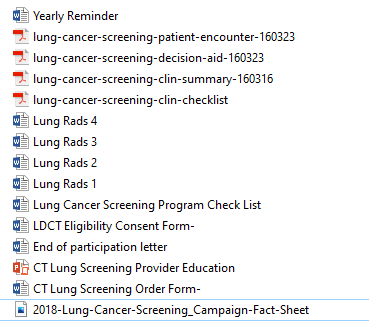 Yearly Reminder
lung-cancer-screening-patient-encounter-160323
lung-cancer-screening-decision-aid-160323
lung-cancer-screening-clin-summary-160316
lung-cancer-screening-clin-checklist
Lung Rads 4
Lung Rads 3
Lung Rads 2
Lung Rads 1
Lung Cancer Screening Program Check List
LDCT Eligibility Consent Form-
End of participation letter
CT Lung Screening Provider Education
CT Lung Screening Order Form-
2018-Lung-Cancer-Screening_Campaign-Fact-Sheet